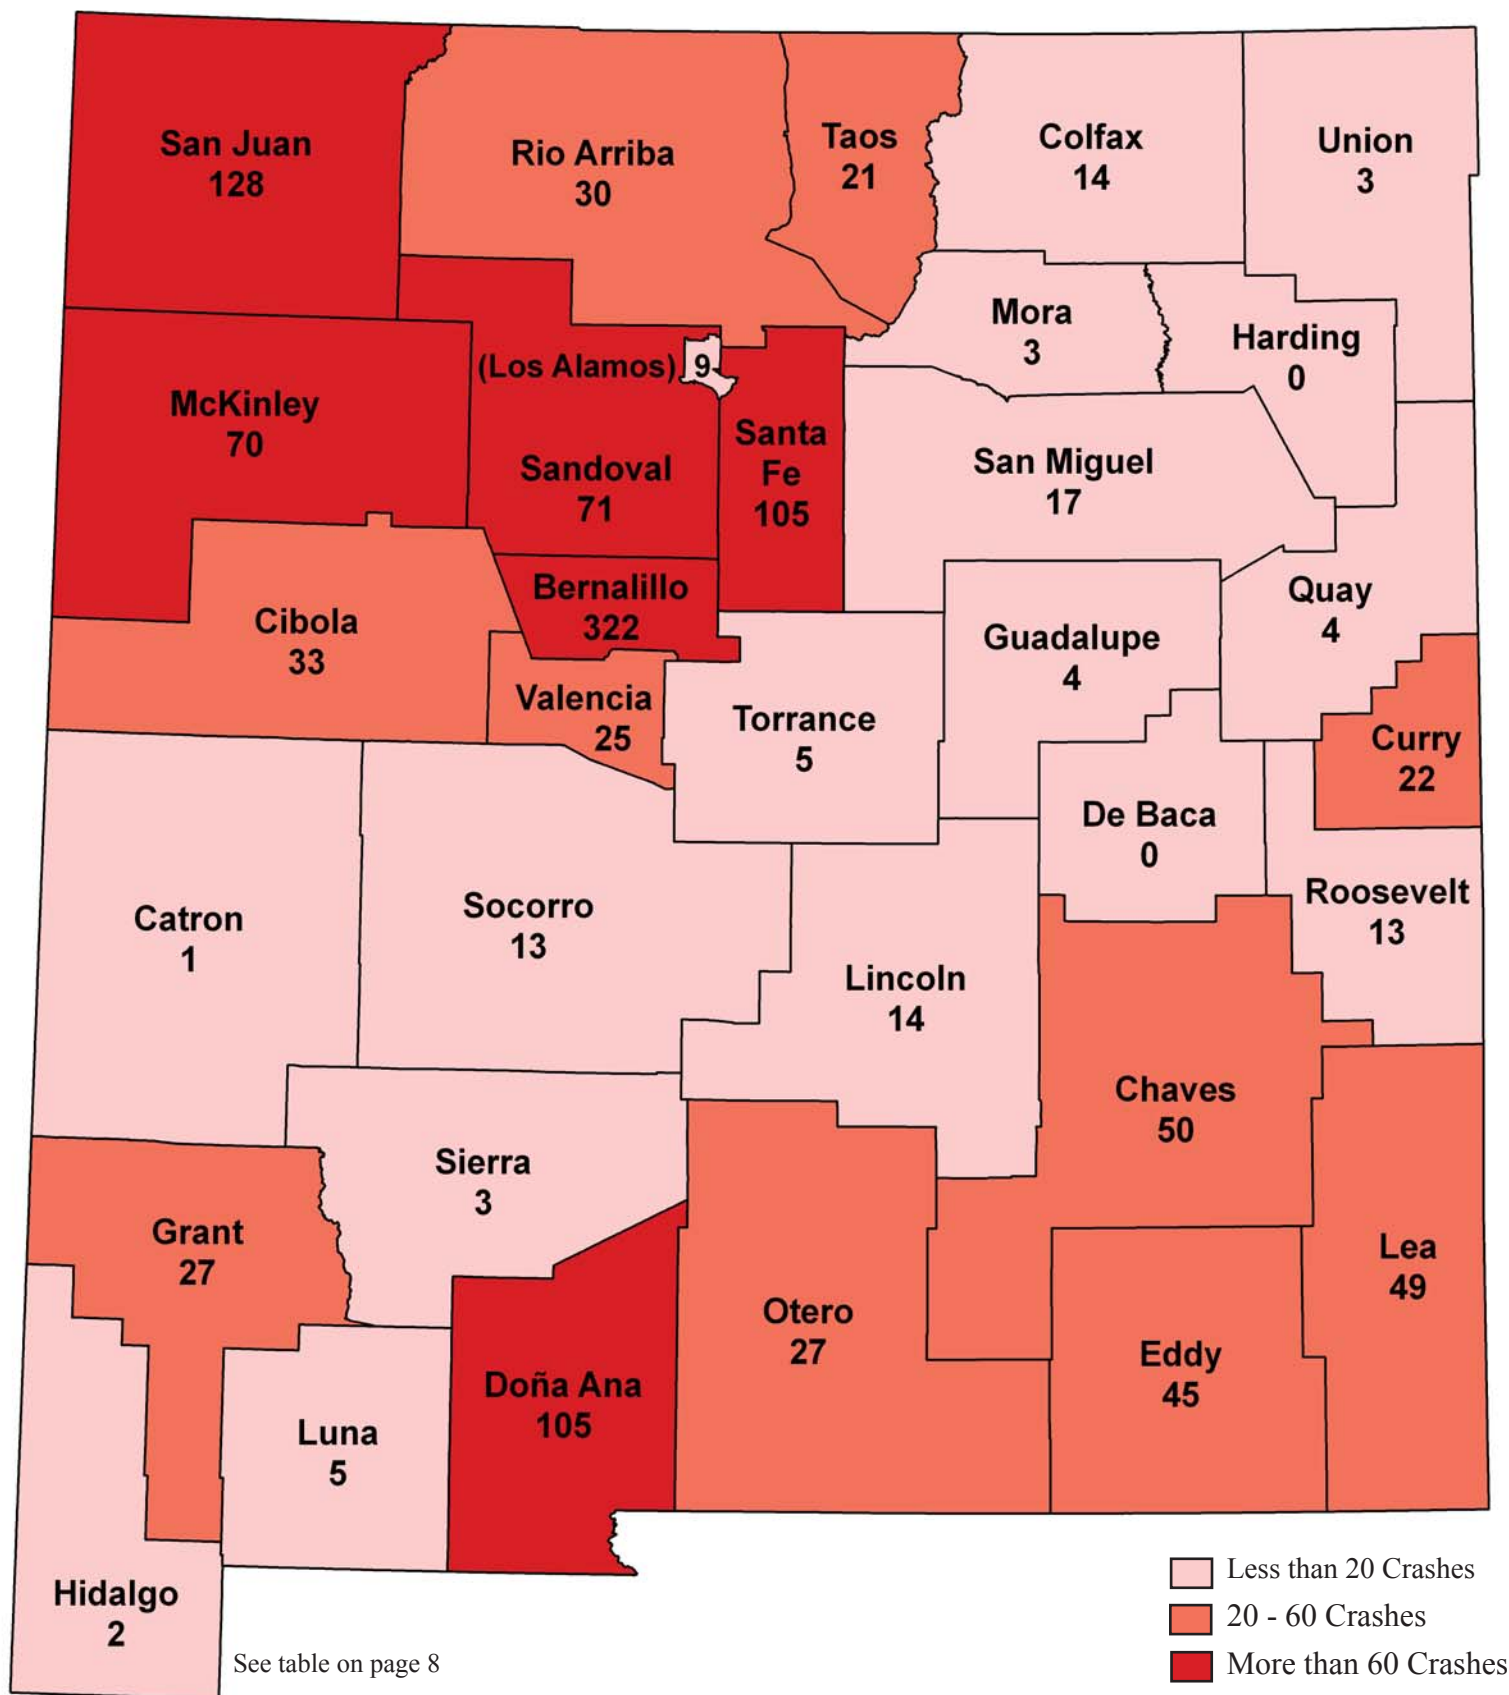 San Juan
128
Rio Arriba
30
Taos
21
Colfax
14
Union
3
Mora
3
Harding
0
(Los Alamos) 9
McKinley
70
Sandoval
71
Santa
Fe
105
San Miguel
17
Bernalillo
322
Cibola
33
Valencia
25
Torrance
5
Guadalupe
4
Quay
4
Curry
22
De Baca
0
Roosevelt
13
Catron
1
Socorro
13
Lincoln
14
Chaves
50
Sierra
3
Grant
27
Otero
27
Lea
49
Eddy
45
Doña Ana
105
Luna
5
Hidalgo
2
See table on page 8
Less than 20 Crashes
20 - 60 Crashes
More than 60 Crashes